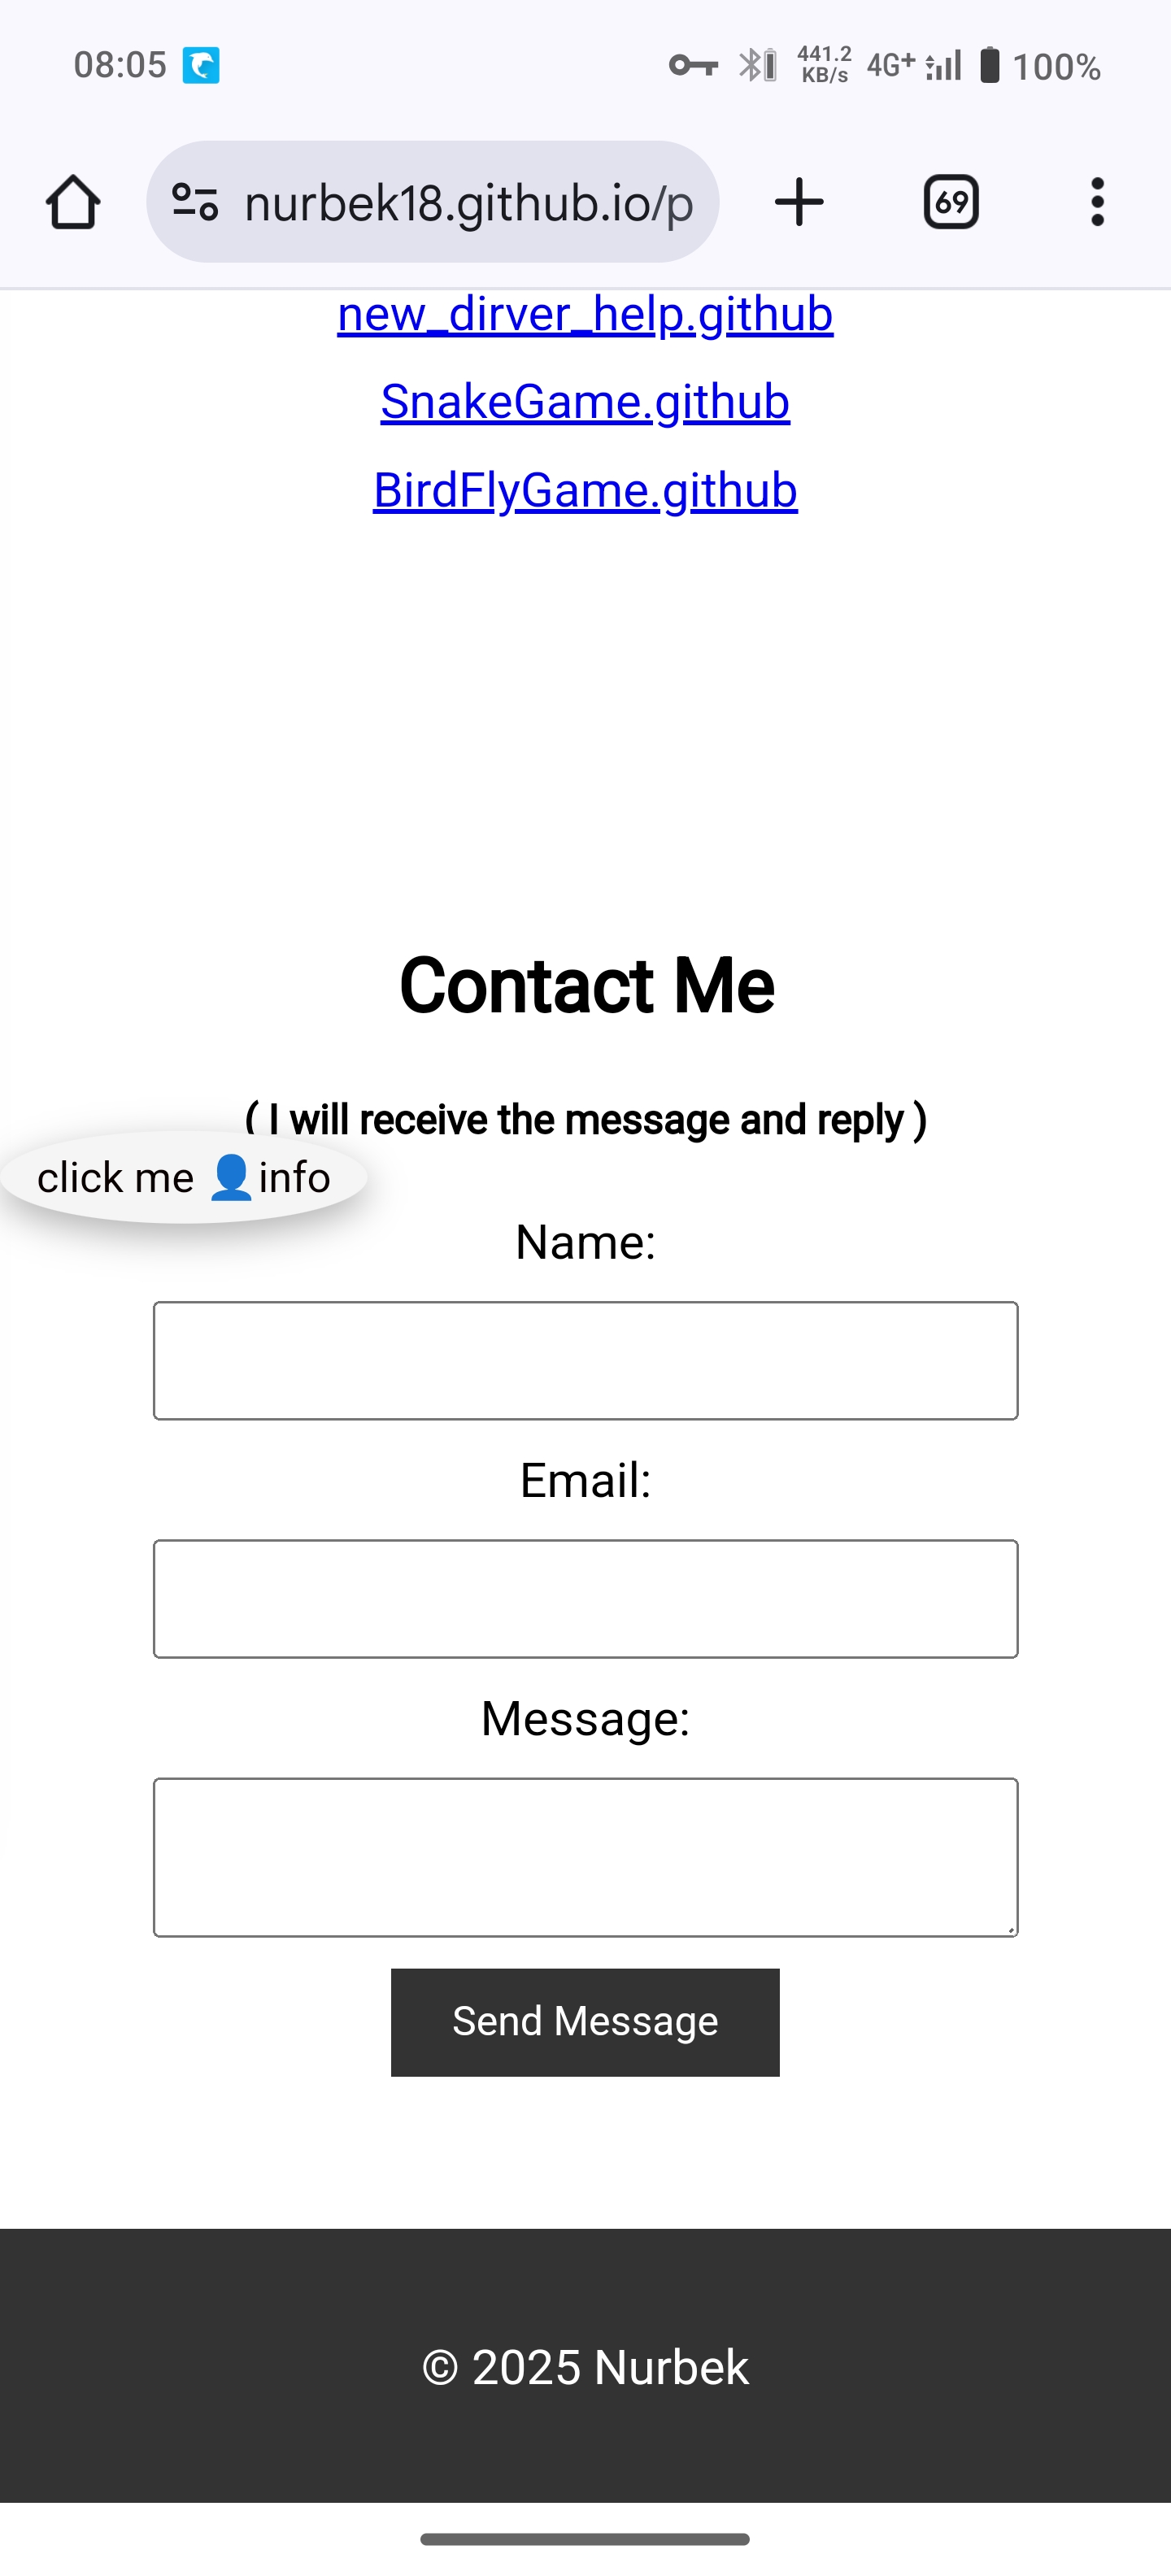 08:05
441.2
KB/s
4G+
100%
nurbek18.github.io/p
69
new_dirver_help.github
SnakeGame.github
BirdFlyGame.github
Contact Me
( I will receive the message and reply )
click me 👤info
Name:
Email:
Message:
Send Message
© 2025 Nurbek